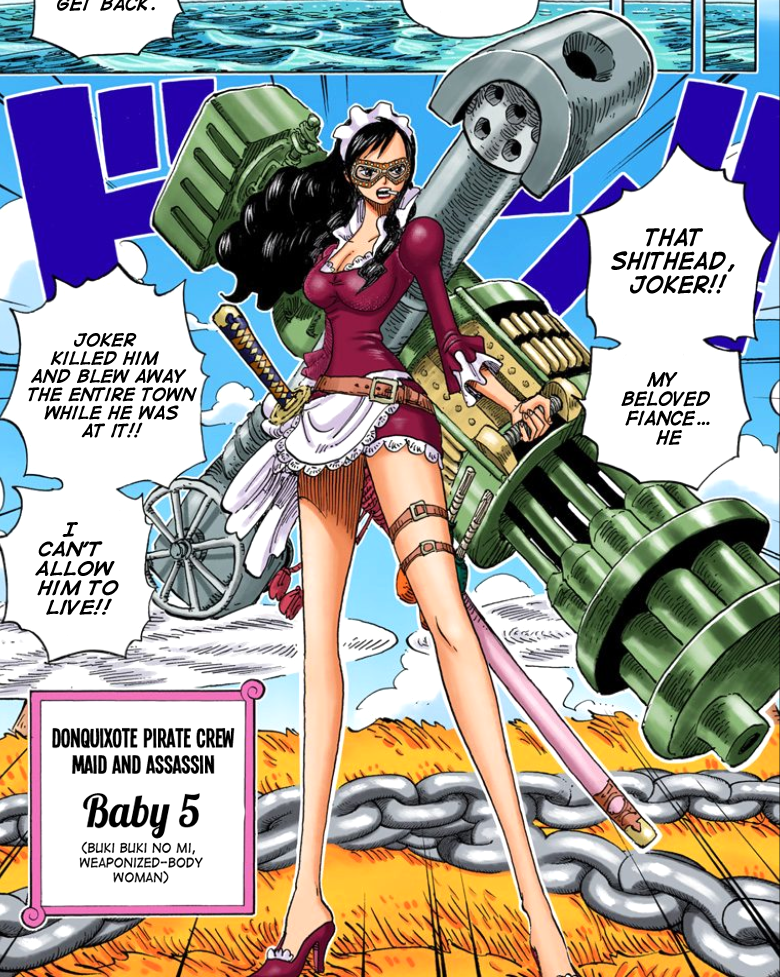 GET BACK.
THAT
SHITHEAD,
JOKER!!
MY
BELOVED
FIANCE...
HE
JOKER
KILLED HIM
AND BLEW AWAY
THE ENTIRE TOWN
WHILE HE WAS
AT IT!!
I
CAN'T
ALLOW
HIM TO
LIVE!!
DONQUIXOTE PIRATE CREW
MAID AND ASSASSIN
Baby 5
(BUKI BUKI NO MI,
WEAPONIZED-BODY
WOMAN)